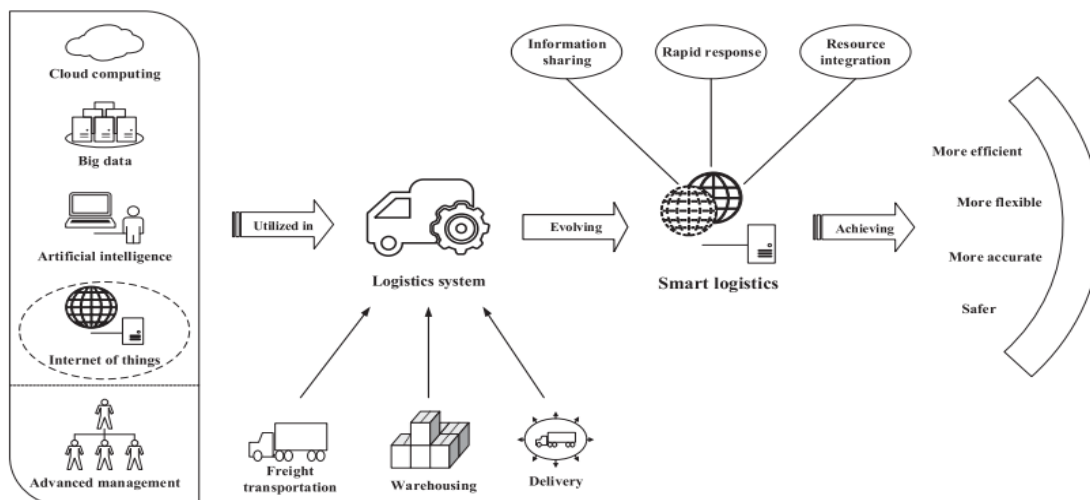 Cloud computing
Big data
Artificial intelligence
Internet of things
Advanced management
Utilized in
Logistics system
Freight
transportation
Warehousing
Delivery
Evolving
Information
sharing
Rapid response
Resource
integration
Smart logistics
Achieving
More efficient
More flexible
More accurate
Safer